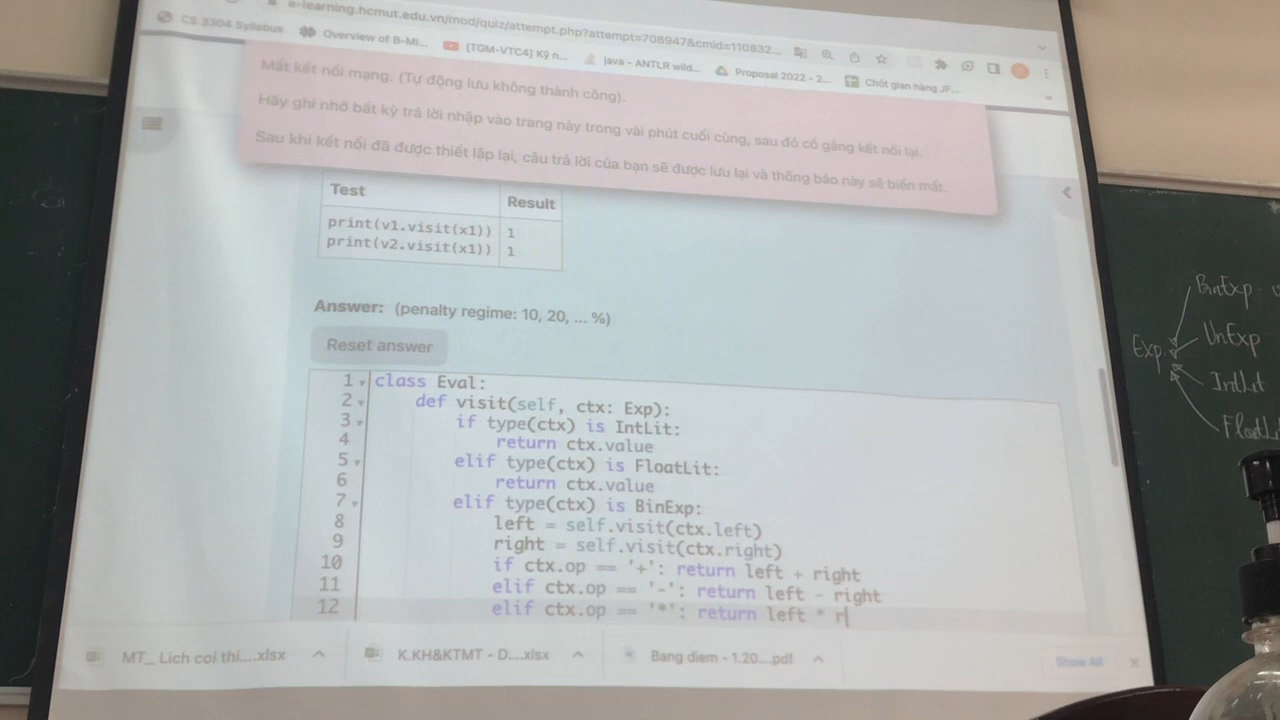 e-learning.hcmut.edu.vn/mod/quiz/attempt.php?attempt=708947&cmid=110832...
CS 3304 Syllabus
Overview of B-Mi...
[TGM-VTC4] Kỹ n...
java - ANTLR wild...
Proposal 2022 - 2...
Chốt gian hàng JF...
Mất kết nối mạng. (Tự động lưu không thành công).
Hãy ghi nhớ bất kỳ trả lời nhập vào trang này trong vài phút cuối cùng, sau đó cố gắng kết nối lại.
Sau khi kết nối đã được thiết lập lại, câu trả lời của bạn sẽ được lưu lại và thông báo này sẽ biến mất.
Test Result
print(v1.visit(x1)) 1
print(v2.visit(x1)) 1
Answer: (penalty regime: 10, 20, ... %)
Reset answer
1 class Eval:
2 def visit(self, ctx: Exp):
3 if type(ctx) is IntLit:
4 return ctx.value
5 elif type(ctx) is FloatLit:
6 return ctx.value
7 elif type(ctx) is BinExp:
8 left = self.visit(ctx.left)
9 right = self.visit(ctx.right)
10 if ctx.op == '+': return left + right
11 elif ctx.op == '-': return left - right
12 elif ctx.op == '*': return left * r
MT_ Lich coi thi....xlsx
K.KH&KTMT - D....xlsx
Bang diem - 1.20....pdf
Show All
BinExp
Exp
UnExp
IntLit
FloatLi